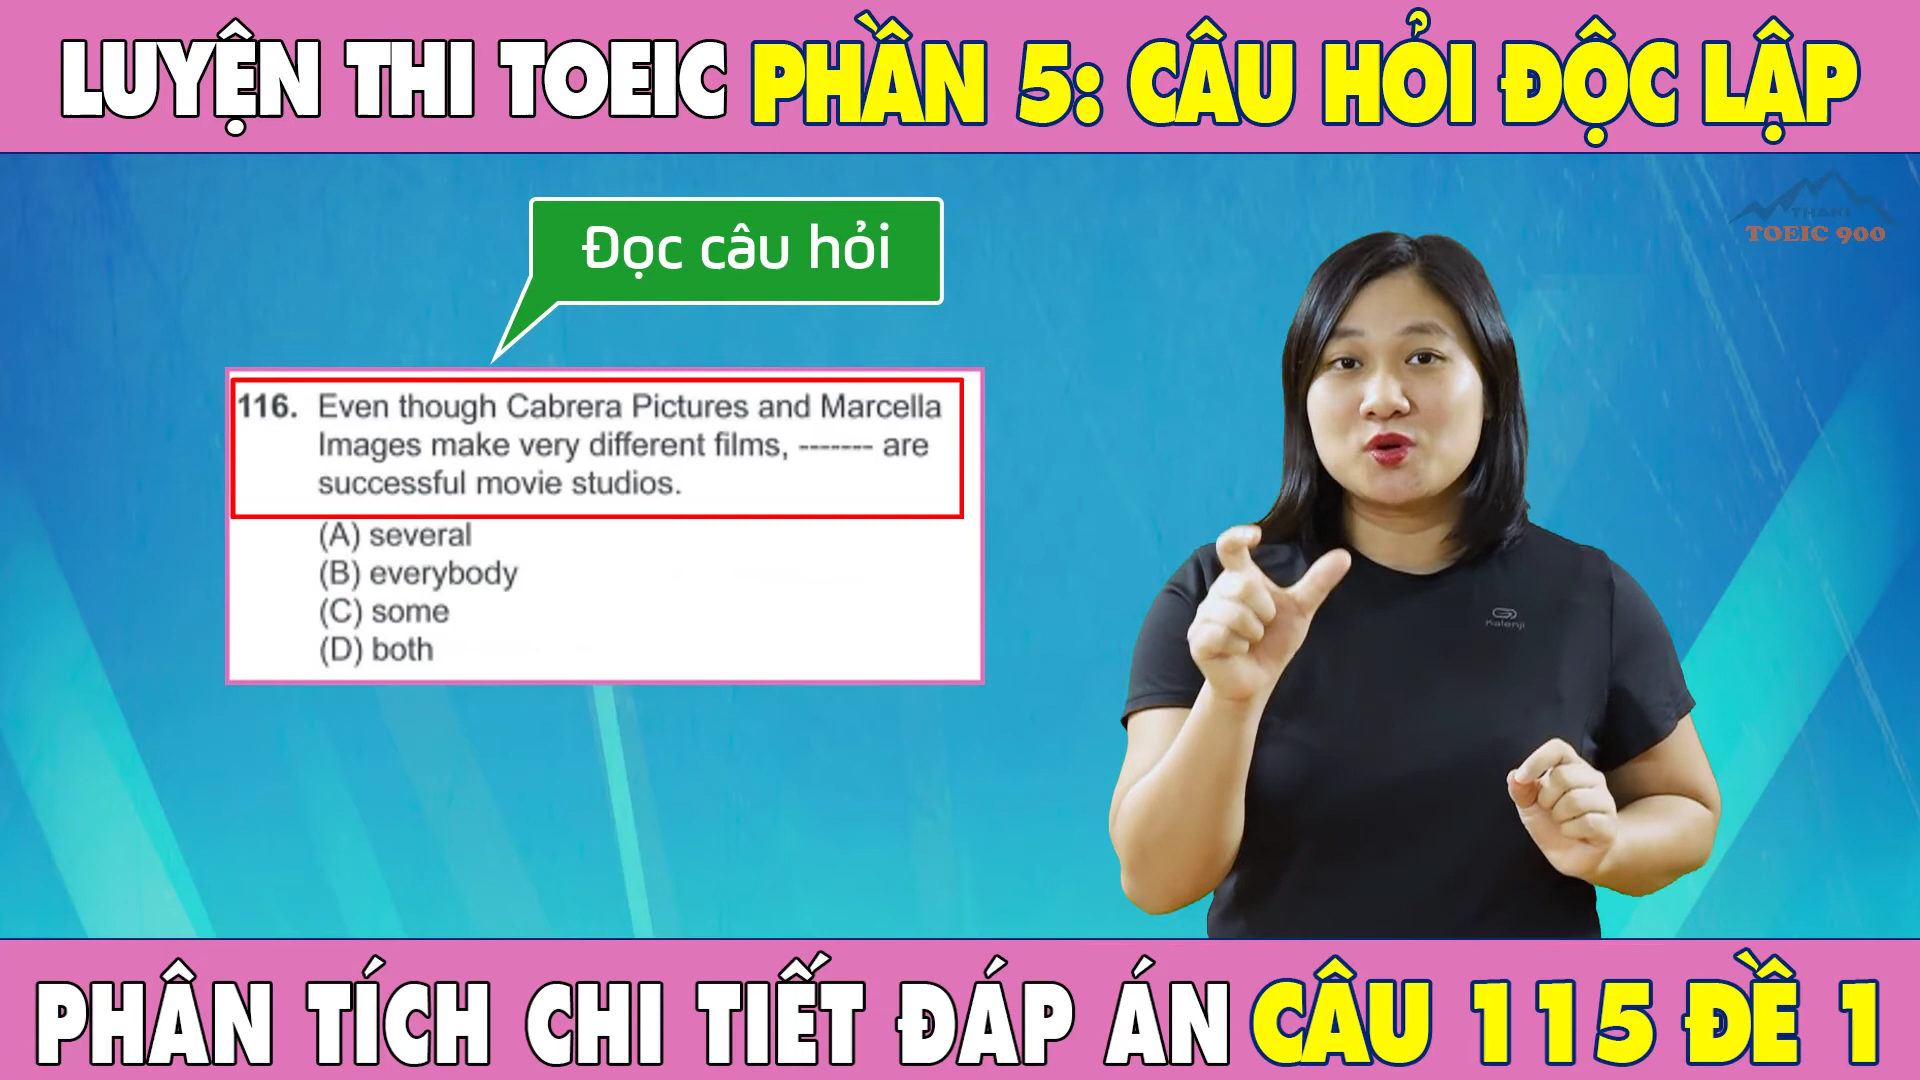 LUYỆN THI TOEIC PHẦN 5: CÂU HỎI ĐỘC LẬP
THAKI
TOEIC 900
Đọc câu hỏi
116. Even though Cabrera Pictures and Marcella
Images make very different films, ------- are
successful movie studios.
(A) several
(B) everybody
(C) some
(D) both
Kalenji
PHÂN TÍCH CHI TIẾT ĐÁP ÁN CÂU 115 ĐỀ 1